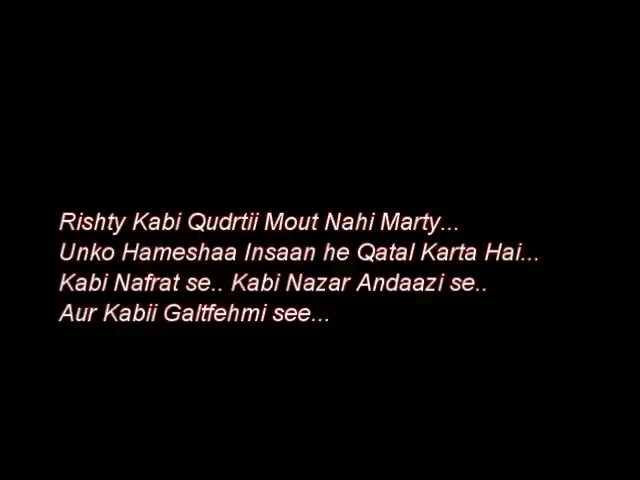 Rishty Kabi Qudrtii Mout Nahi Marty...
Unko Hameshaa Insaan he Qatal Karta Hai...
Kabi Nafrat se.. Kabi Nazar Andaazi se..
Aur Kabii Galtfehmi see...